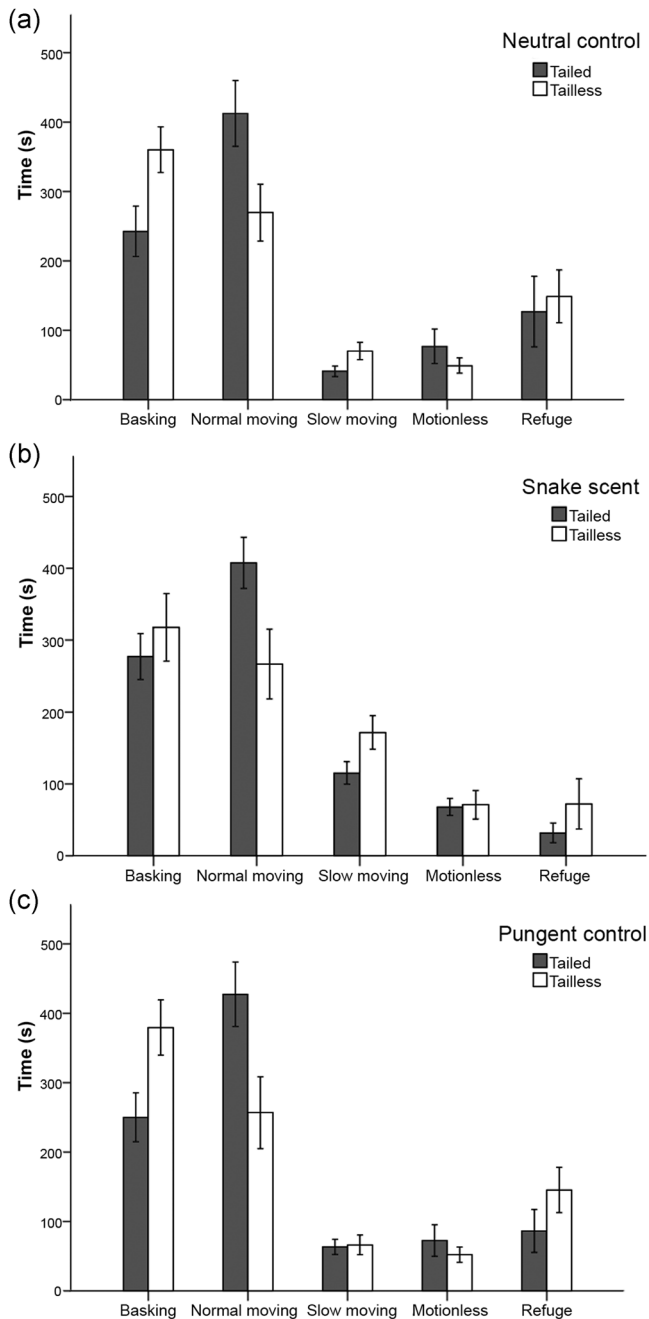 (a)
Neutral control
Tailed
Tailless
Time (s)
500
400
300
200
100
0
Basking Normal moving Slow moving Motionless Refuge
(b)
Snake scent
Tailed
Tailless
Time (s)
500
400
300
200
100
0
Basking Normal moving Slow moving Motionless Refuge
(c)
Pungent control
Tailed
Tailless
Time (s)
500
400
300
200
100
0
Basking Normal moving Slow moving Motionless Refuge